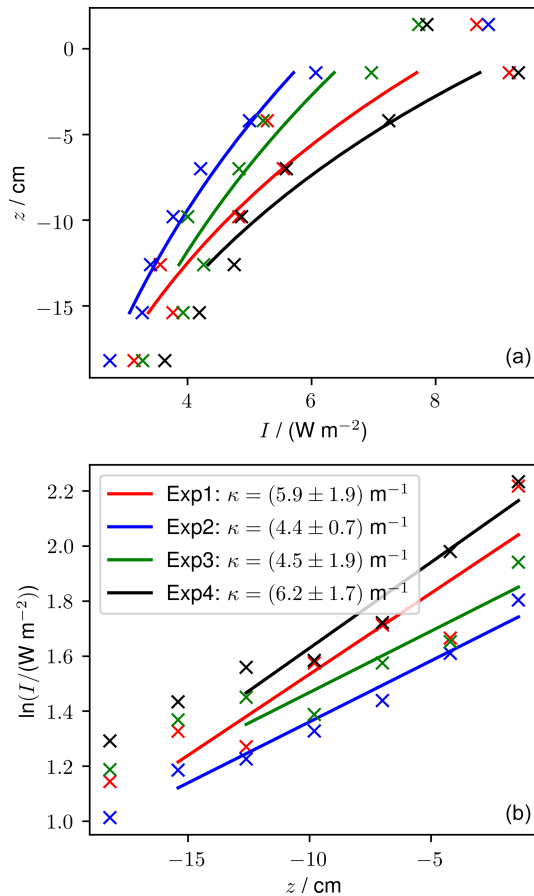 0
−5
−10
−15
z / cm
4
6
8
I / (W m⁻²)
(a)
2.2
2.0
1.8
1.6
1.4
1.2
1.0
ln(I/(W m⁻²))
Exp1: κ = (5.9 ± 1.9) m⁻¹
Exp2: κ = (4.4 ± 0.7) m⁻¹
Exp3: κ = (4.5 ± 1.9) m⁻¹
Exp4: κ = (6.2 ± 1.7) m⁻¹
(b)
−15
−10
−5
z / cm